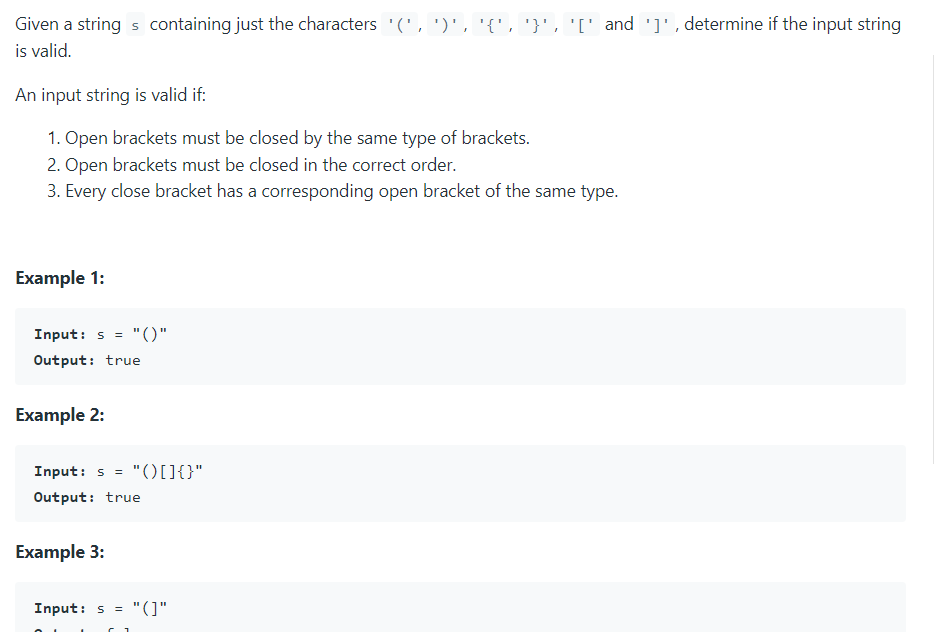 Given a string s containing just the characters '(', ')', '{', '}', '[' and ']', determine if the input string
is valid.
An input string is valid if:
1. Open brackets must be closed by the same type of brackets.
2. Open brackets must be closed in the correct order.
3. Every close bracket has a corresponding open bracket of the same type.
Example 1:
Input: s = "()"
Output: true
Example 2:
Input: s = "()[]{}"
Output: true
Example 3:
Input: s = "(]"